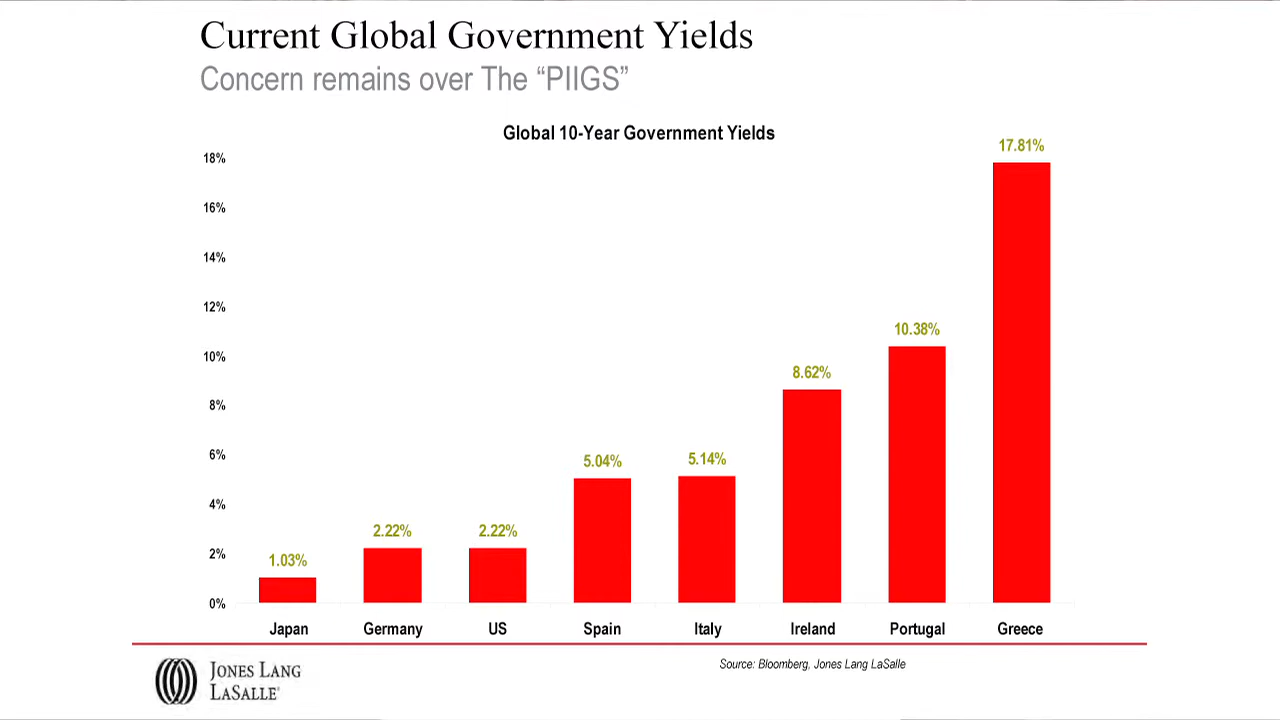 Current Global Government Yields
Concern remains over The “PIIGS”
Global 10-Year Government Yields
18%
16%
14%
12%
10%
8%
6%
4%
2%
0%
1.03%
2.22%
2.22%
5.04%
5.14%
8.62%
10.38%
17.81%
Japan
Germany
US
Spain
Italy
Ireland
Portugal
Greece
Source: Bloomberg, Jones Lang LaSalle
JONES LANG
LASALLE®